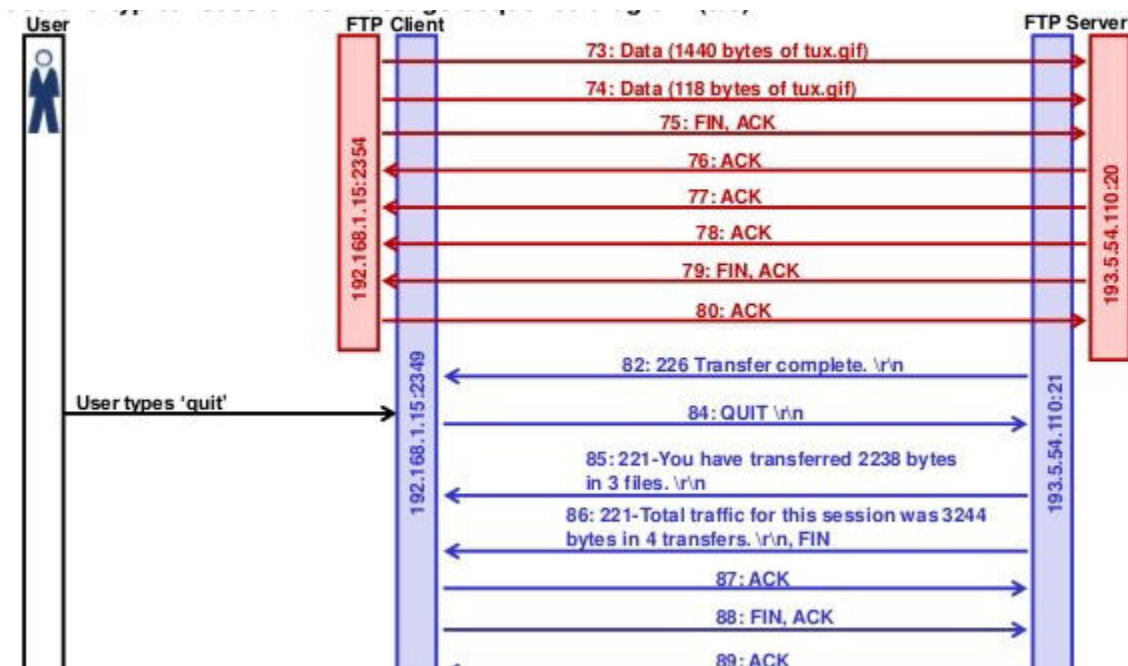 User
FTP Client
FTP Server
73: Data (1440 bytes of tux.gif)
74: Data (118 bytes of tux.gif)
75: FIN, ACK
76: ACK
77: ACK
78: ACK
79: FIN, ACK
80: ACK
192.168.1.15:2354
193.5.54.110:20
82: 226 Transfer complete. \r\n
User types ‘quit’
84: QUIT \r\n
85: 221-You have transferred 2238 bytes
in 3 files. \r\n
86: 221-Total traffic for this session was 3244
bytes in 4 transfers. \r\n, FIN
87: ACK
88: FIN, ACK
89: ACK
192.168.1.15:2349
193.5.54.110:21